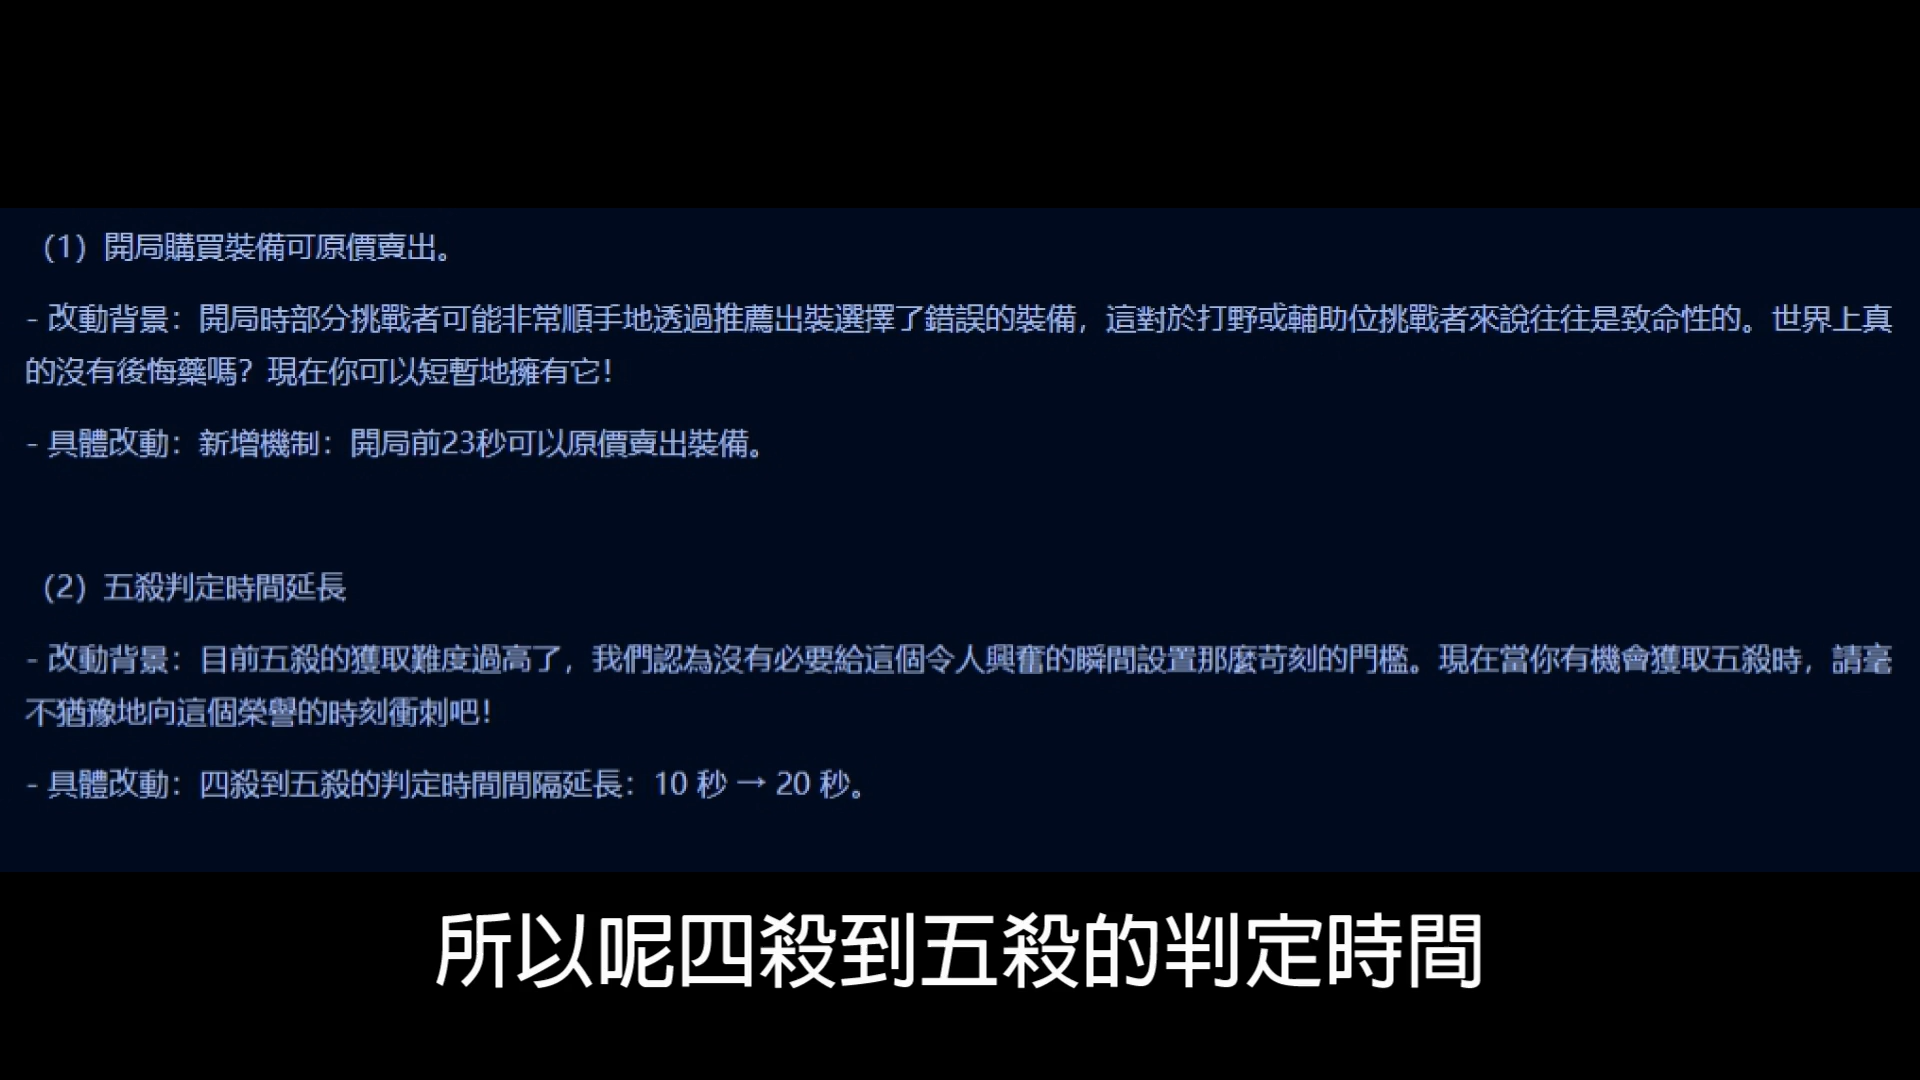 （1）開局購買裝備可原價賣出。
- 改動背景：開局時部分挑戰者可能非常順手地透過推薦出裝選擇了錯誤的裝備，這對於打野或輔助位挑戰者來說往往是致命性的。世界上真
的沒有後悔藥嗎？現在你可以短暫地擁有它！
- 具體改動：新增機制：開局前23秒可以原價賣出裝備。
（2）五殺判定時間延長
- 改動背景：目前五殺的獲取難度過高了，我們認為沒有必要給這個令人興奮的瞬間設置那麼苛刻的門檻。現在當你有機會獲取五殺時，請毫
不猶豫地向這個榮譽的時刻衝刺吧！
- 具體改動：四殺到五殺的判定時間間隔延長：10 秒 → 20 秒。
所以呢四殺到五殺的判定時間